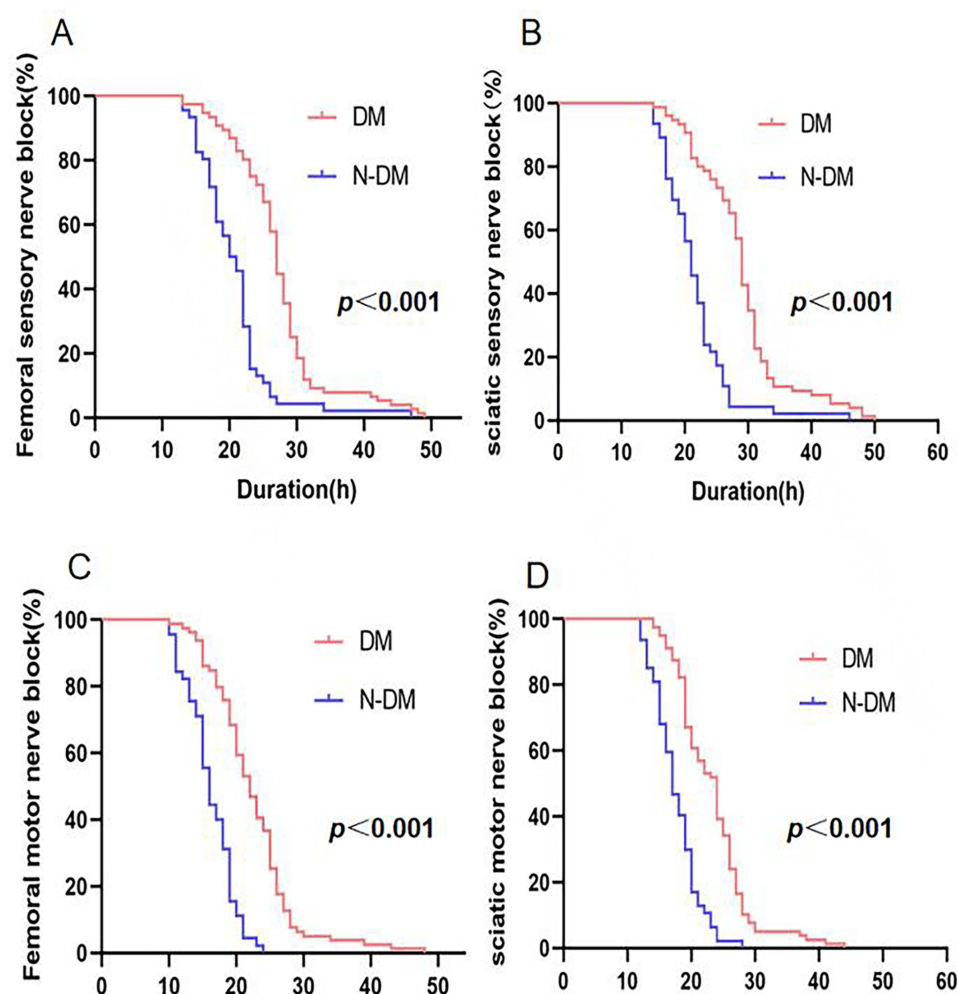 A
Femoral sensory nerve block(%)
100
80
60
40
20
0
DM
N-DM
p<0.001
0 10 20 30 40 50
Duration(h)
B
sciatic sensory nerve block (%)
100
80
60
40
20
0
DM
N-DM
p<0.001
0 10 20 30 40 50 60
Duration(h)
C
Femoral motor nerve block(%)
100
80
60
40
20
0
DM
N-DM
p<0.001
0 10 20 30 40 50
D
sciatic motor nerve block(%)
100
80
60
40
20
0
DM
N-DM
p<0.001
0 10 20 30 40 50 60